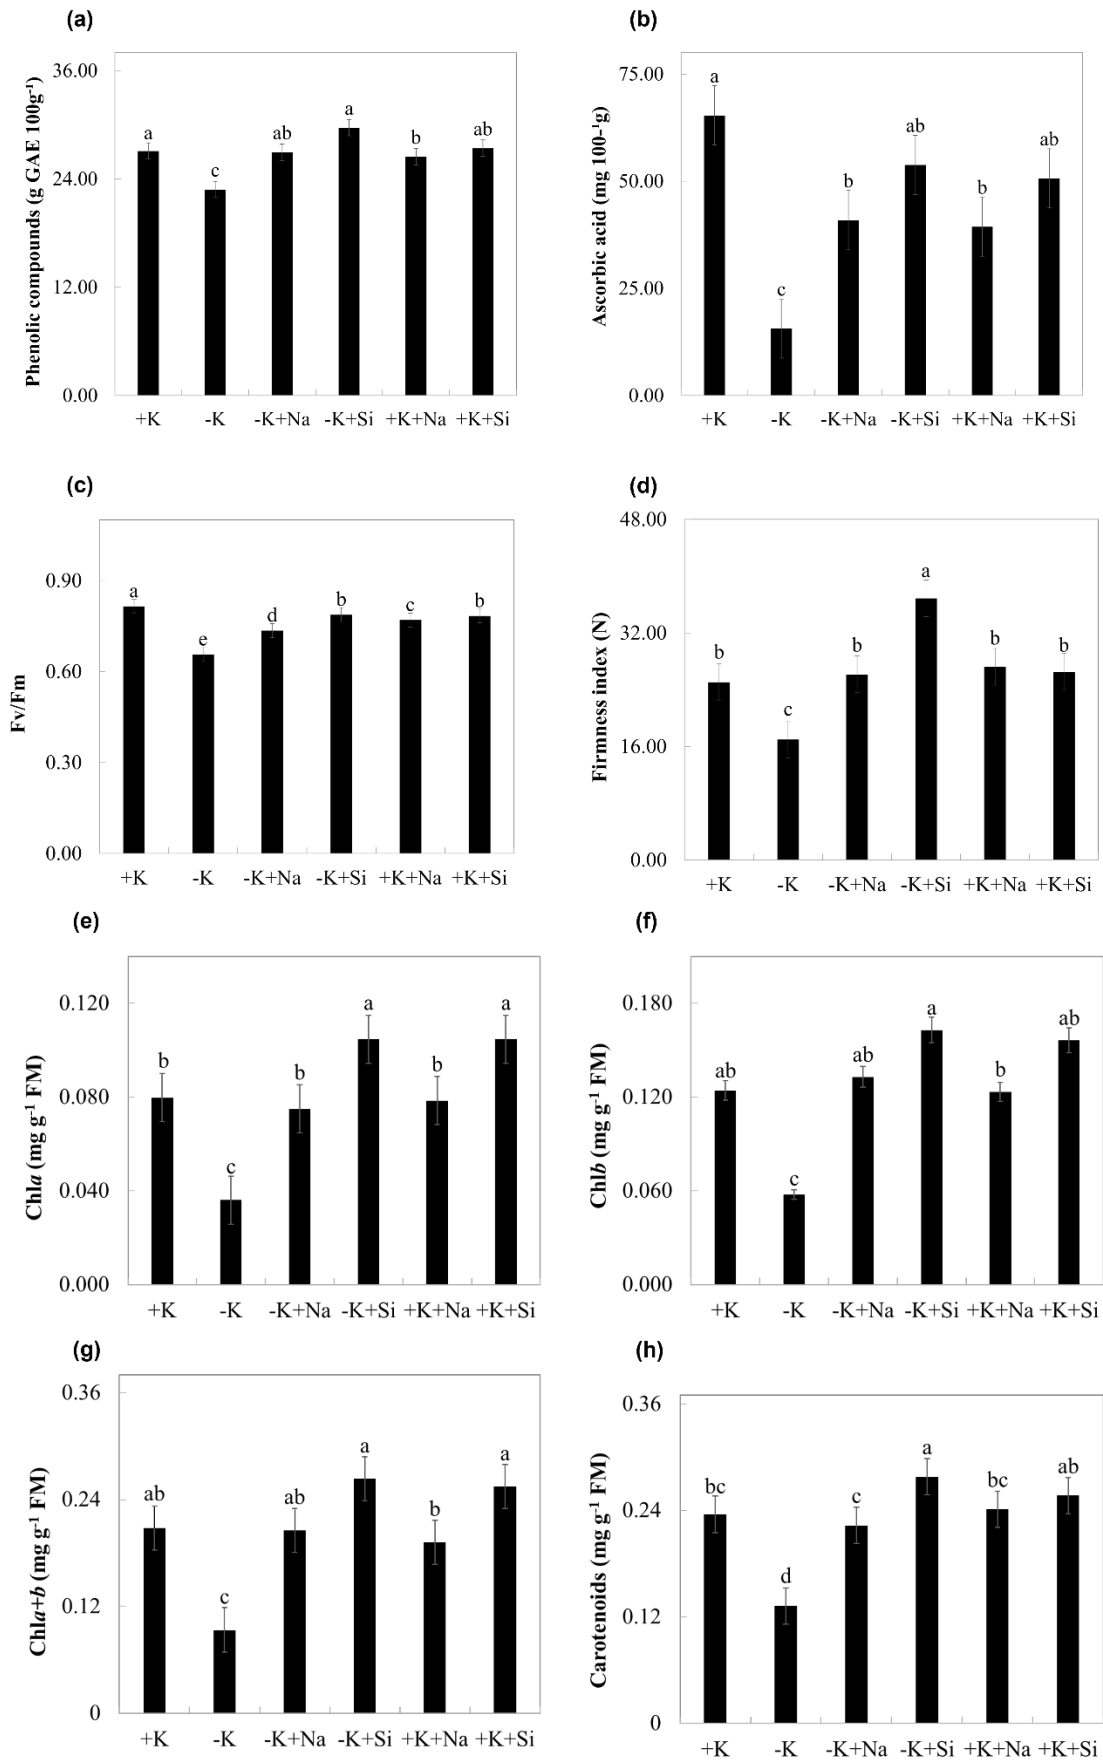 (a)
Phenolic compounds (g GAE 100g⁻¹)
36.00
24.00
12.00
0.00
a
c
ab
a
b
ab
+K -K -K+Na -K+Si +K+Na +K+Si
(b)
Ascorbic acid (mg 100-¹g)
75.00
50.00
25.00
0.00
a
c
b
ab
b
ab
+K -K -K+Na -K+Si +K+Na +K+Si
(c)
Fv/Fm
0.90
0.60
0.30
0.00
a
e
d
b
c
b
+K -K -K+Na -K+Si +K+Na +K+Si
(d)
Firmness index (N)
48.00
32.00
16.00
0.00
b
c
b
a
b
b
+K -K -K+Na -K+Si +K+Na +K+Si
(e)
Chla (mg g⁻¹ FM)
0.120
0.080
0.040
0.000
b
c
b
a
b
a
+K -K -K+Na -K+Si +K+Na +K+Si
(f)
Chlb (mg g⁻¹ FM)
0.180
0.120
0.060
0.000
ab
c
ab
a
b
ab
+K -K -K+Na -K+Si +K+Na +K+Si
(g)
Chla+b (mg g⁻¹ FM)
0.36
0.24
0.12
0
ab
c
ab
a
b
a
+K -K -K+Na -K+Si +K+Na +K+Si
(h)
Carotenoids (mg g⁻¹ FM)
0.36
0.24
0.12
0
bc
d
c
a
bc
ab
+K -K -K+Na -K+Si +K+Na +K+Si